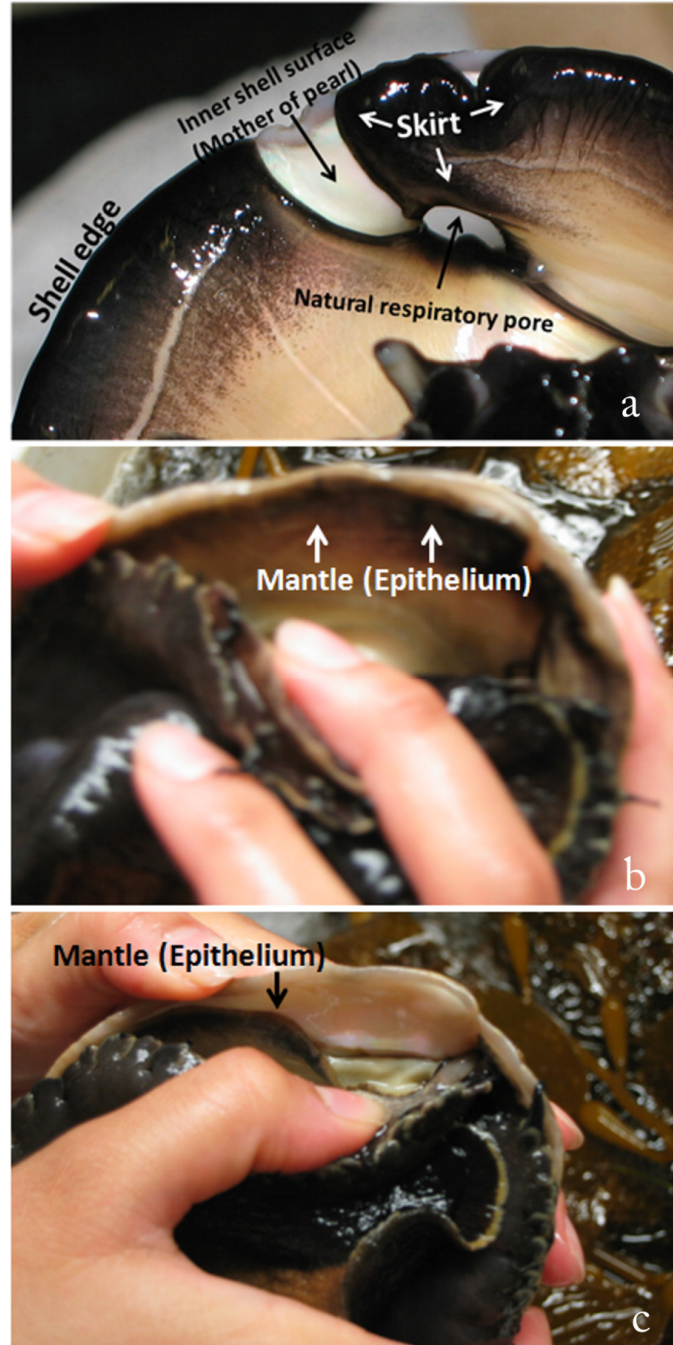 Inner shell surface
(Mother of pearl)
Skirt
Shell edge
Natural respiratory pore
a
Mantle (Epithelium)
b
Mantle (Epithelium)
c